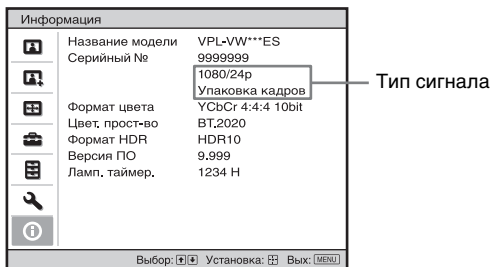 Информация
Название модели VPL-VW***ES
Серийный № 9999999
1080/24p
Упаковка кадров
Тип сигнала
Формат цвета YCbCr 4:4:4 10bit
Цвет. прост-во BT.2020
Формат HDR HDR10
Версия ПО 9.999
Ламп. таймер. 1234 H
Выбор: Установка: Вых: MENU